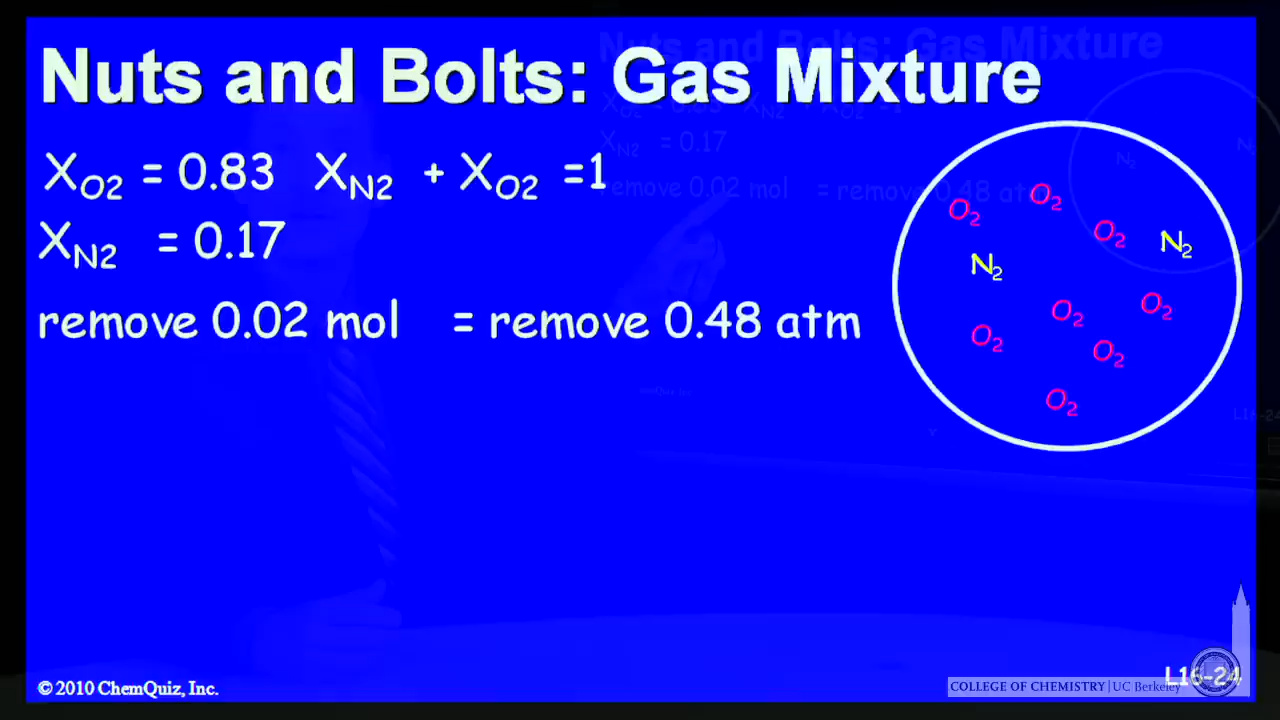 Nuts and Bolts: Gas Mixture
X_O2 = 0.83 X_N2 + X_O2 =1
X_N2 = 0.17
remove 0.02 mol = remove 0.48 atm
O2
O2
O2
N2
N2
O2
O2
O2
O2
O2
© 2010 ChemQuiz, Inc.
L16-24
COLLEGE OF CHEMISTRY | UC Berkeley